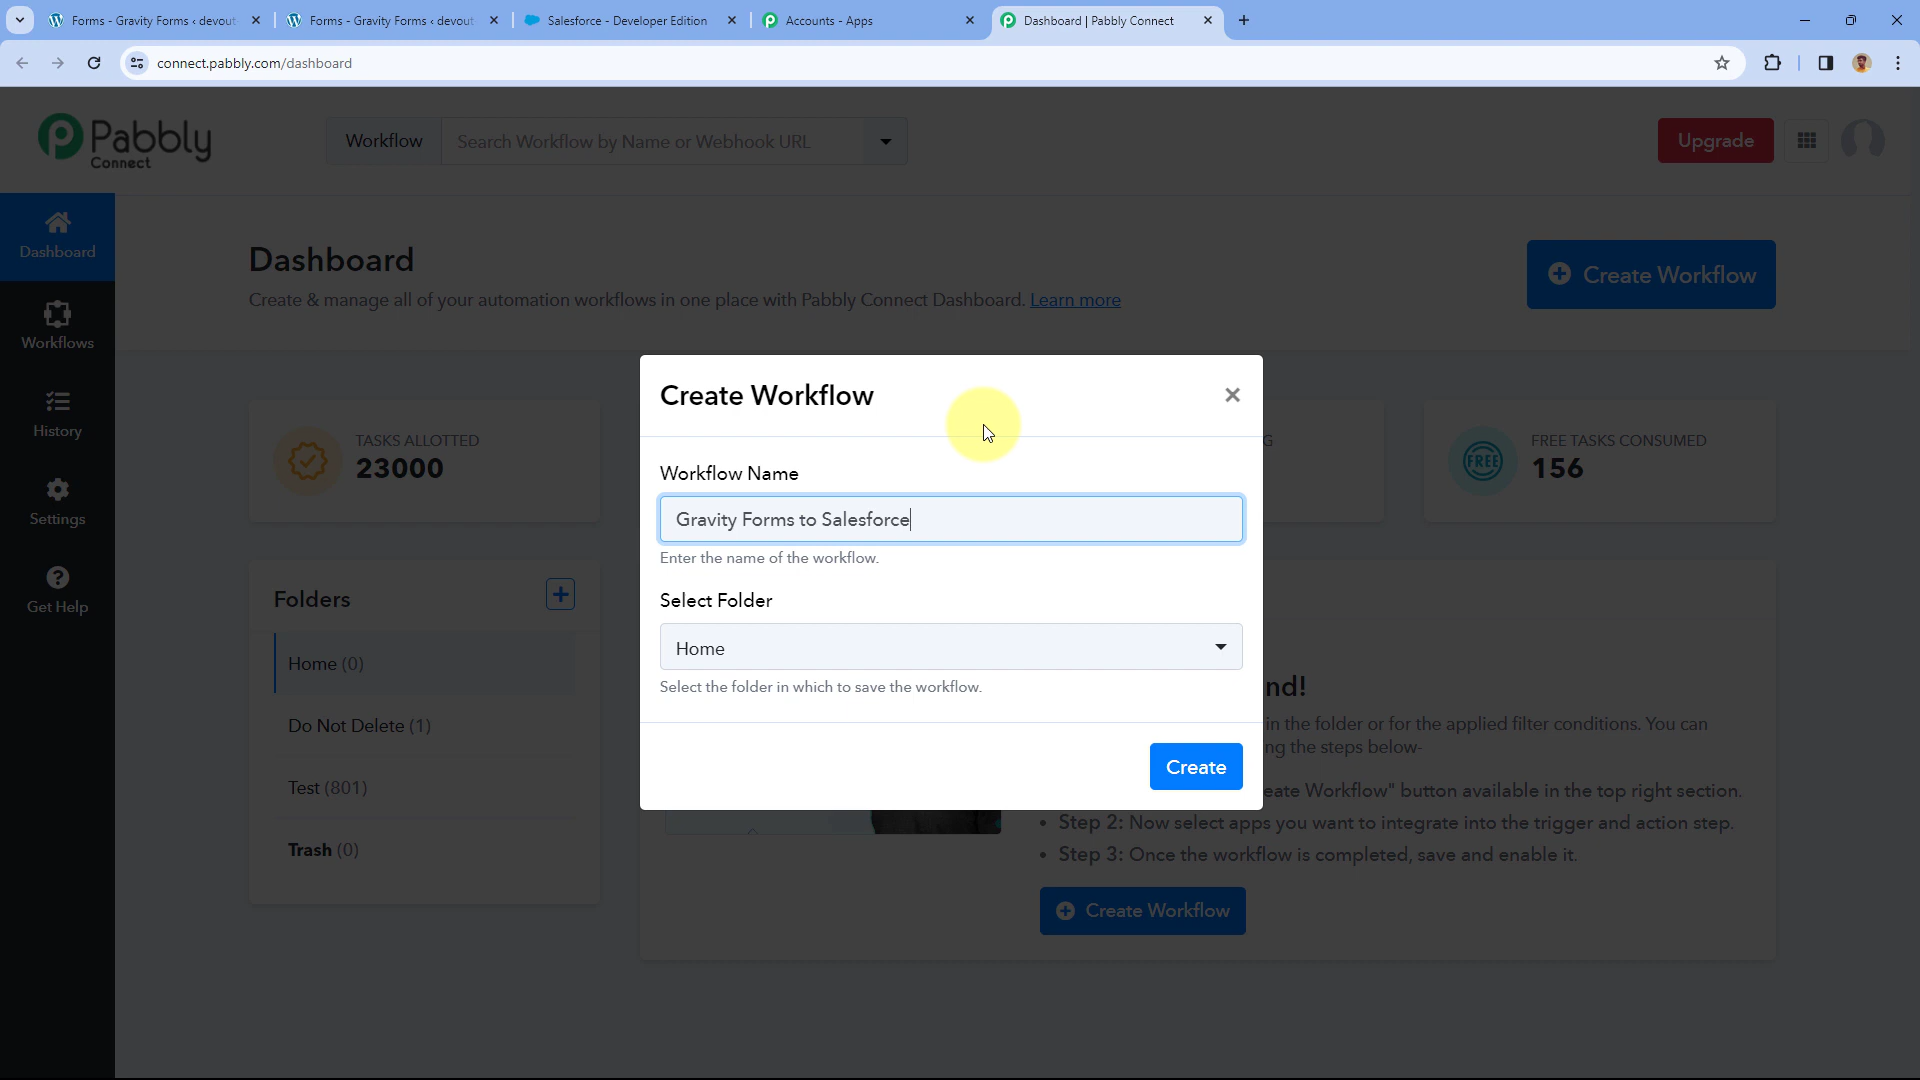 Forms - Gravity Forms ‹ devout
Forms - Gravity Forms ‹ devout
Salesforce - Developer Edition
Accounts - Apps
Dashboard | Pabbly Connect
connect.pabbly.com/dashboard
Pabbly
Connect
Workflow
Search Workflow by Name or Webhook URL
Upgrade
Dashboard
Workflows
History
Settings
Get Help
Dashboard
Create & manage all of your automation workflows in one place with Pabbly Connect Dashboard. Learn more
Create Workflow
TASKS ALLOTTED
23000
G
FREE
FREE TASKS CONSUMED
156
Folders
Home (0)
Do Not Delete (1)
Test (801)
Trash (0)
Create Workflow
Workflow Name
Gravity Forms to Salesforce
Enter the name of the workflow.
Select Folder
Home
Select the folder in which to save the workflow.
Create
nd!
in the folder or for the applied filter conditions. You can
ng the steps below-
eate Workflow" button available in the top right section.
• Step 2: Now select apps you want to integrate into the trigger and action step.
• Step 3: Once the workflow is completed, save and enable it.
Create Workflow